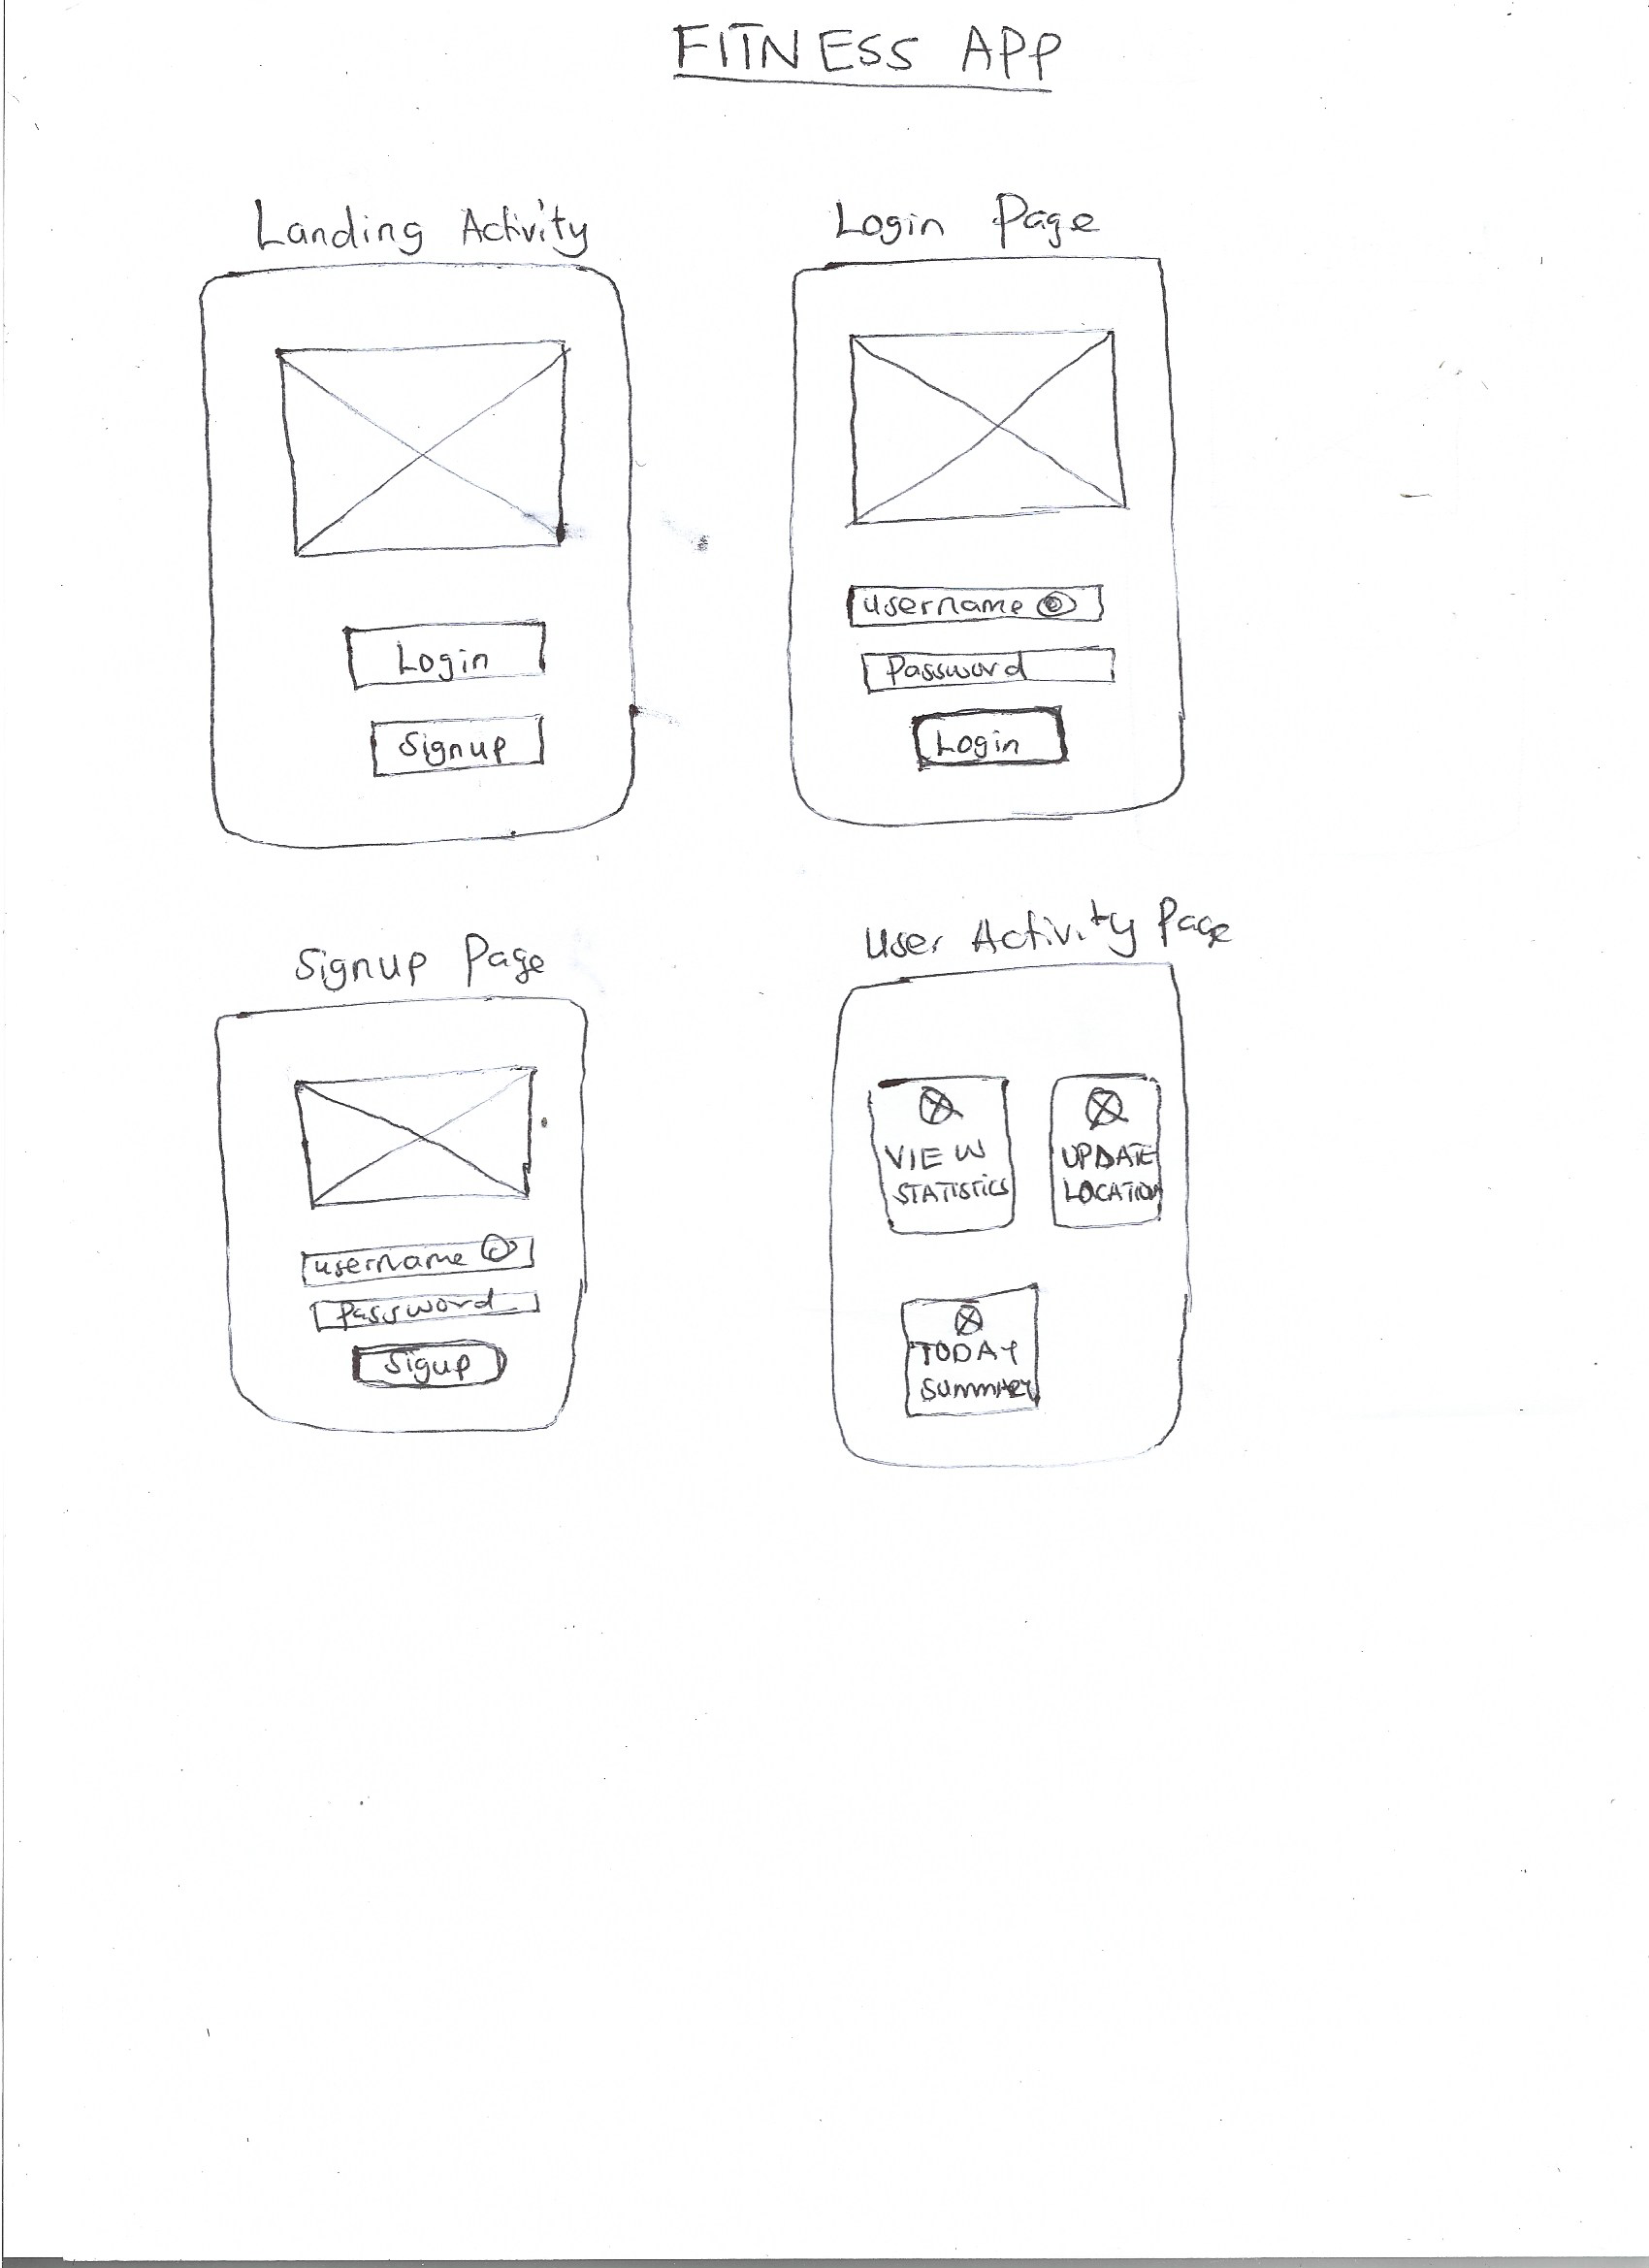 FITNESS APP
Landing Activity
Login
Signup
Login Page
username
Password
Login
Signup Page
username
Password
Sigup
User Activity Page
VIEW
STATISTICS
UPDATE
LOCATION
TODAY
SUMMARY